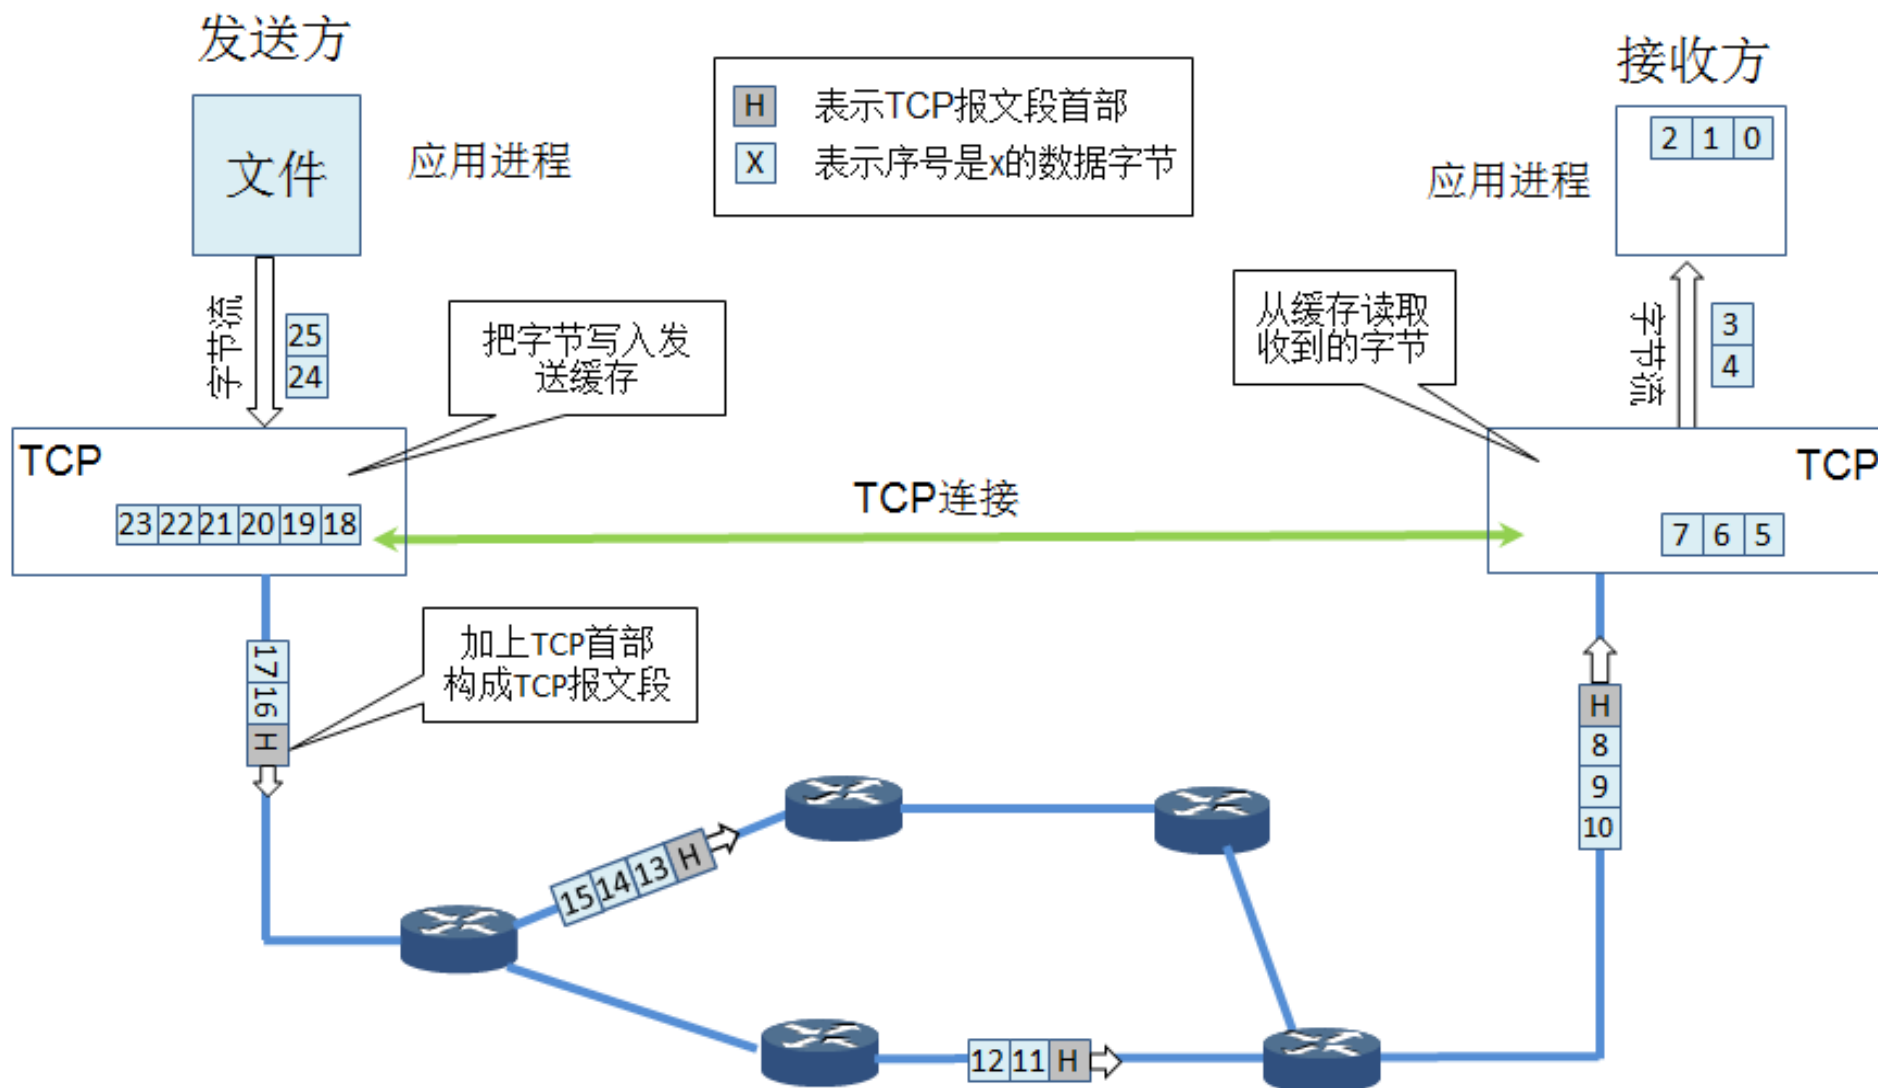 发送方
接收方
文件
应用进程
H 表示TCP报文段首部
X 表示序号是x的数据字节
2 1 0
应用进程
字节流
25
24
把字节写入发
送缓存
从缓存读取
收到的字节
字节流
3
4
TCP
23 22 21 20 19 18
TCP连接
TCP
7 6 5
17 16 H
加上TCP首部
构成TCP报文段
H
8
9
10
15 14 13 H
12 11 H